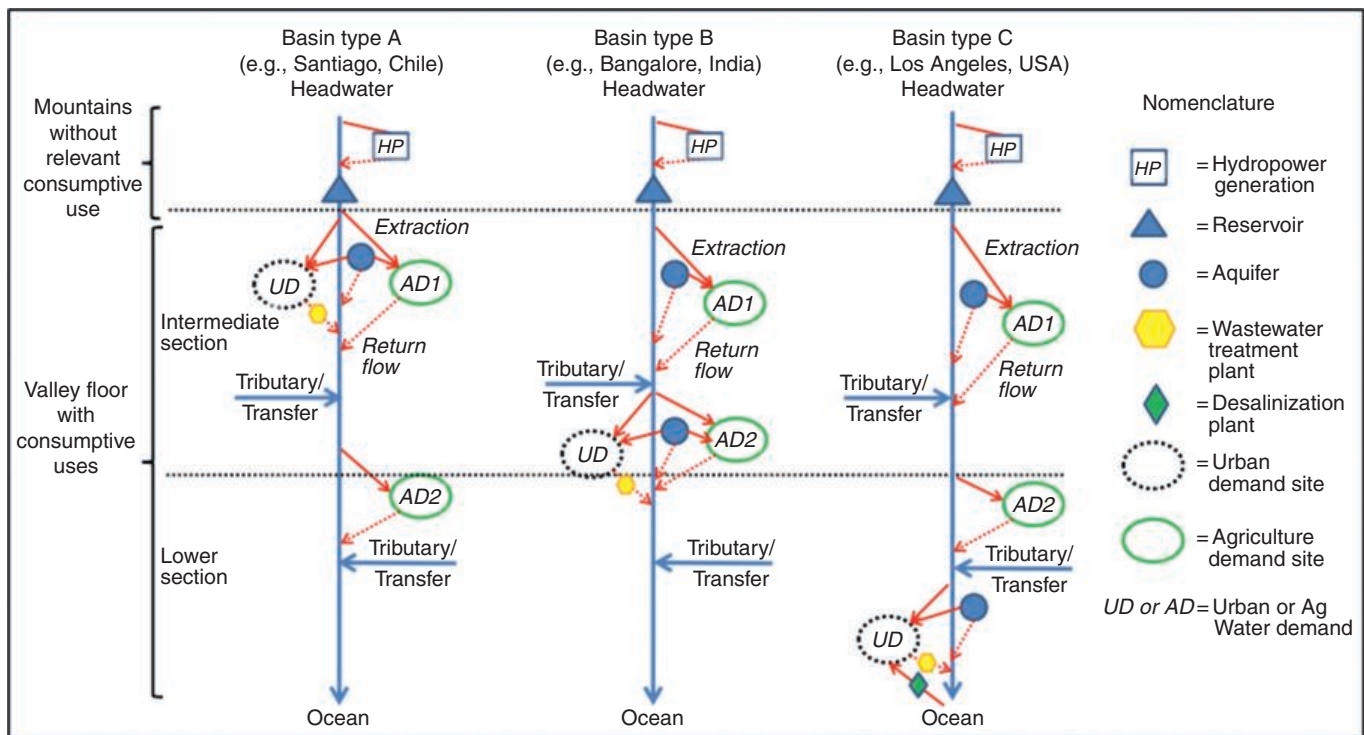 Basin type A
(e.g., Santiago, Chile)
Headwater
Basin type B
(e.g., Bangalore, India)
Headwater
Basin type C
(e.g., Los Angeles, USA)
Headwater
Mountains
without
relevant
consumptive
use
Valley floor
with
consumptive
uses
Intermediate
section
Lower
section
HP
Extraction
UD
AD1
Return
flow
Tributary/
Transfer
AD2
Tributary/
Transfer
Ocean
HP
Extraction
AD1
Return
flow
Tributary/
Transfer
UD
AD2
Tributary/
Transfer
Ocean
HP
Extraction
AD1
Return
flow
Tributary/
Transfer
AD2
Tributary/
Transfer
UD
Ocean
Nomenclature
HP = Hydropower
generation
= Reservoir
= Aquifer
= Wastewater
treatment
plant
= Desalinization
plant
= Urban
demand site
= Agriculture
demand site
UD or AD = Urban or Ag
Water demand